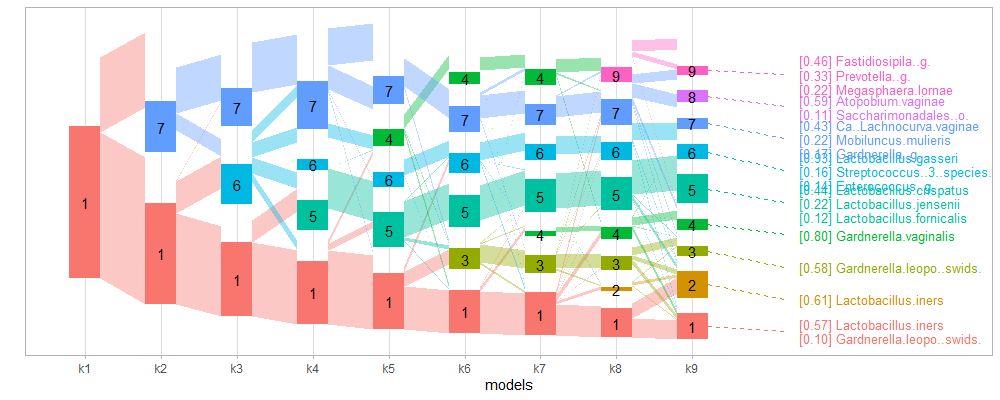 1
7
1
7
6
1
7
6
5
1
7
4
6
5
1
4
7
6
5
3
1
4
7
6
5
4
3
1
9
7
6
5
4
3
2
1
9
8
7
6
5
4
3
2
1
[0.46] Fastidiosipila..g.
[0.33] Prevotella..g.
[0.22] Megasphaera.lornae
[0.59] Atopobium.vaginae
[0.11] Saccharimonadales..o.
[0.43] Ca..Lachnocurva.vaginae
[0.22] Mobiluncus.mulieris
[0.17] Gardnerella..g.
[0.93] Lactobacillus.gasseri
[0.16] Streptococcus..3..species.
[0.14] Enterococcus..g.
[0.44] Lactobacillus.crispatus
[0.22] Lactobacillus.jensenii
[0.12] Lactobacillus.fornicalis
[0.80] Gardnerella.vaginalis
[0.58] Gardnerella.leopo..swids.
[0.61] Lactobacillus.iners
[0.57] Lactobacillus.iners
[0.10] Gardnerella.leopo..swids.
k1 k2 k3 k4 k5 k6 k7 k8 k9
models